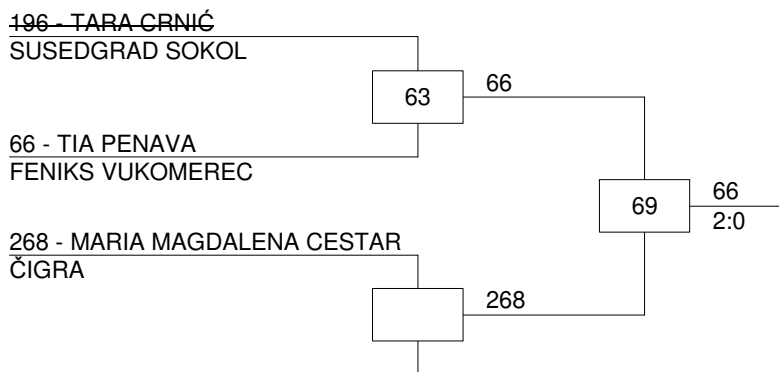 196 - TARA CRNIĆ
SUSEDGRAD SOKOL
63
66
66 - TIA PENAVA
FENIKS VUKOMEREC
69
66
2:0
268 - MARIA MAGDALENA CESTAR
ČIGRA
268